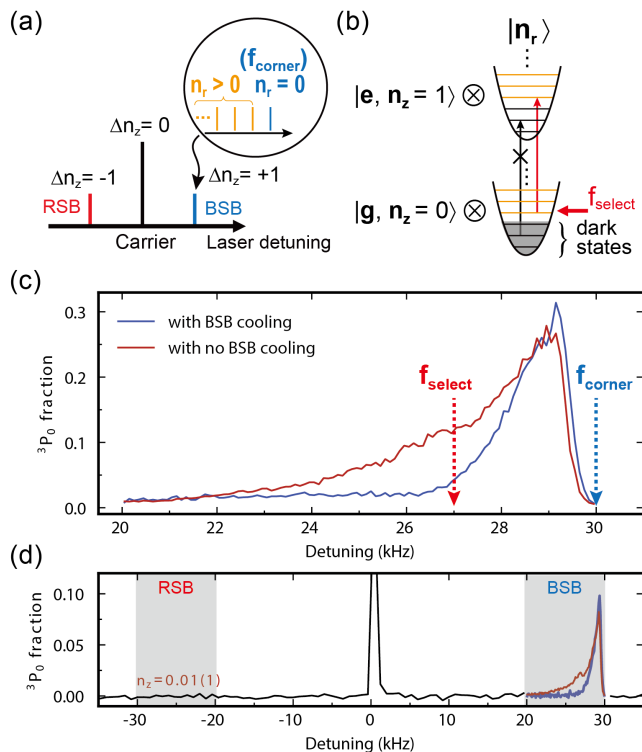 (a)
(f_corner)
n_r > 0 n_r = 0
...
Δn_z = 0
Δn_z = -1
Δn_z = +1
RSB
BSB
Carrier
Laser detuning
(b)
|n_r⟩
|e, n_z = 1⟩ ⊗
|g, n_z = 0⟩ ⊗
f_select
dark
states
(c)
with BSB cooling
with no BSB cooling
f_select
f_corner
³P₀ fraction
0.3
0.2
0.1
0.0
20 22 24 26 28 30
Detuning (kHz)
(d)
RSB
BSB
n_z = 0.01(1)
³P₀ fraction
0.10
0.05
0.00
-30 -20 -10 0 10 20 30
Detuning (kHz)